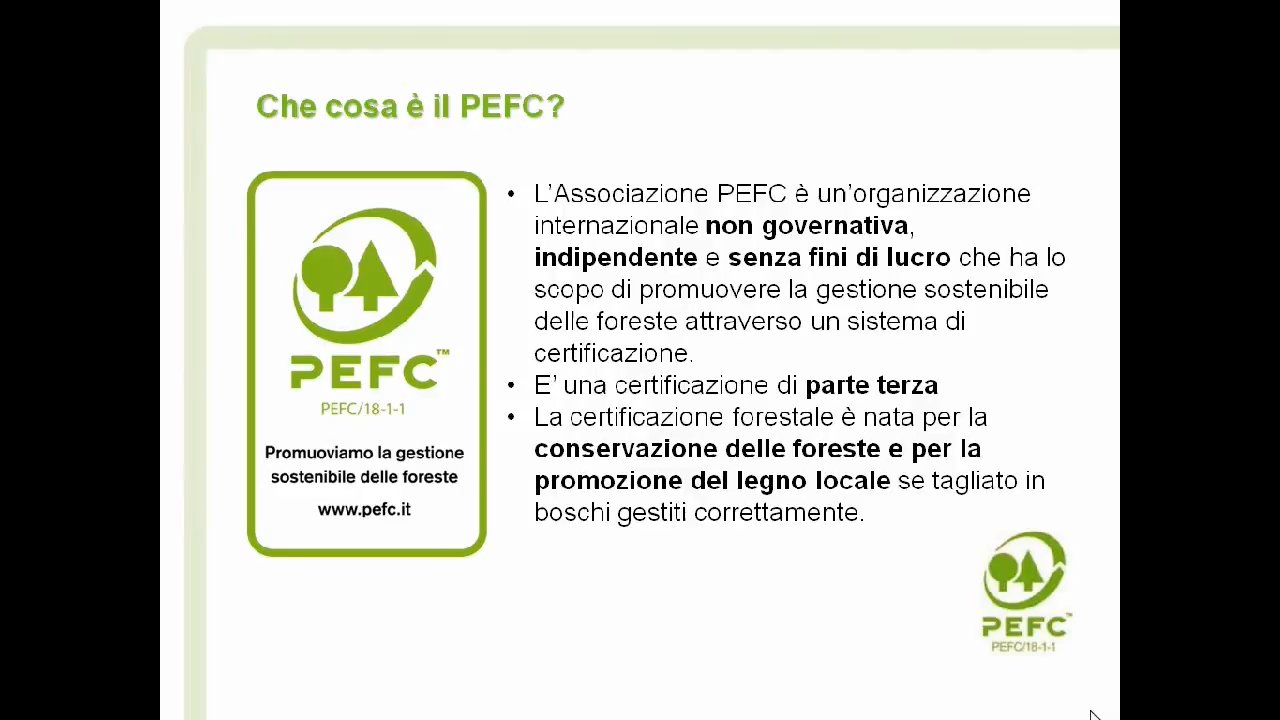 Che cosa è il PEFC?
PEFC™
PEFC/18-1-1
Promuoviamo la gestione
sostenibile delle foreste
www.pefc.it
• L’Associazione PEFC è un’organizzazione
internazionale non governativa,
indipendente e senza fini di lucro che ha lo
scopo di promuovere la gestione sostenibile
delle foreste attraverso un sistema di
certificazione.
• E’ una certificazione di parte terza
• La certificazione forestale è nata per la
conservazione delle foreste e per la
promozione del legno locale se tagliato in
boschi gestiti correttamente.
PEFC™
PEFC/18-1-1